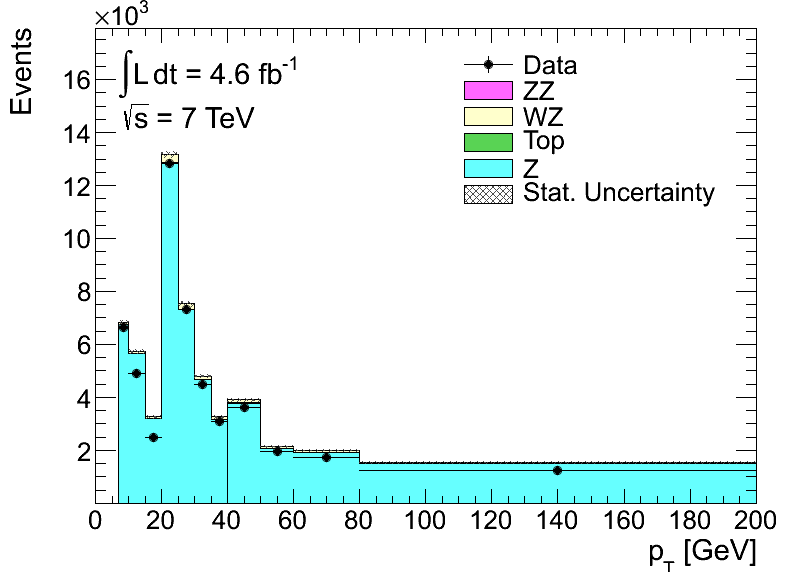 ×10³
Events
∫L dt = 4.6 fb⁻¹
√s = 7 TeV
Data
ZZ
WZ
Top
Z
Stat. Uncertainty
16
14
12
10
8
6
4
2
0 20 40 60 80 100 120 140 160 180 200
p_T [GeV]